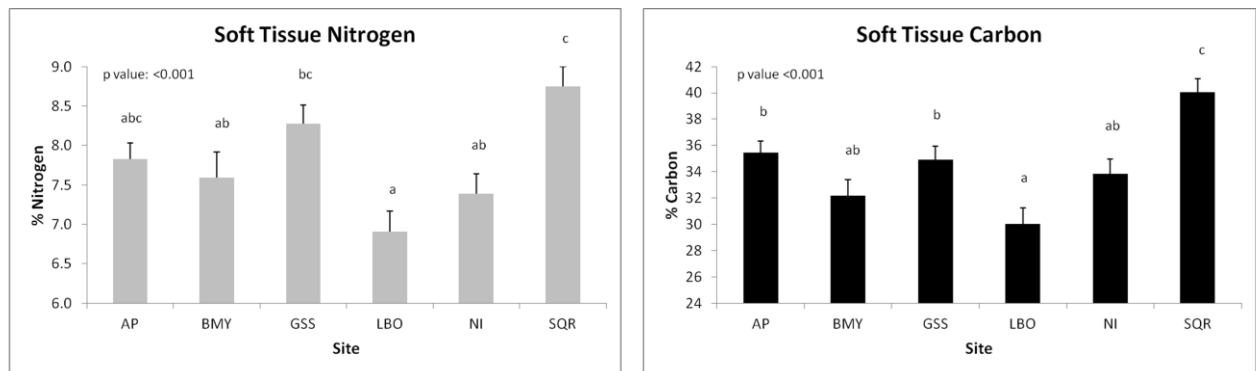 Soft Tissue Nitrogen
p value: <0.001
% Nitrogen
9.0
8.5
8.0
7.5
7.0
6.5
6.0
abc
ab
bc
a
ab
c
AP BMY GSS LBO NI SQR
Site
Soft Tissue Carbon
p value <0.001
% Carbon
42
40
38
36
34
32
30
28
26
24
b
ab
b
a
ab
c
AP BMY GSS LBO NI SQR
Site